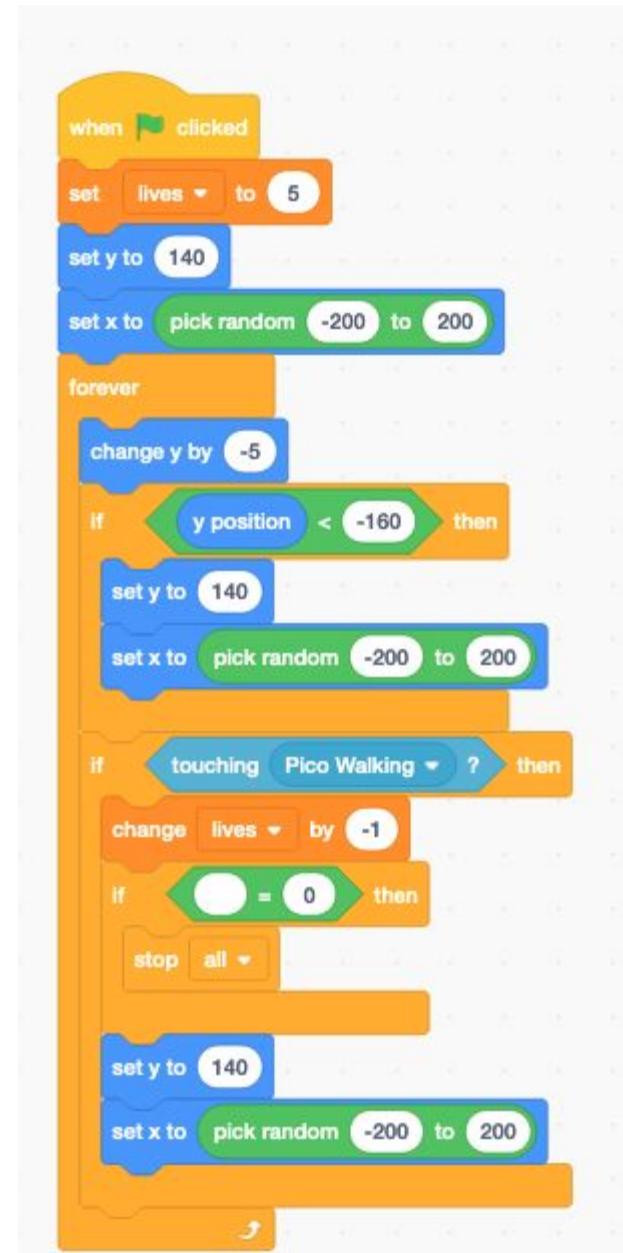 when clicked
set lives to 5
set y to 140
set x to pick random -200 to 200
forever
change y by -5
if y position < -160 then
set y to 140
set x to pick random -200 to 200
if touching Pico Walking ? then
change lives by -1
if = 0 then
stop all
set y to 140
set x to pick random -200 to 200